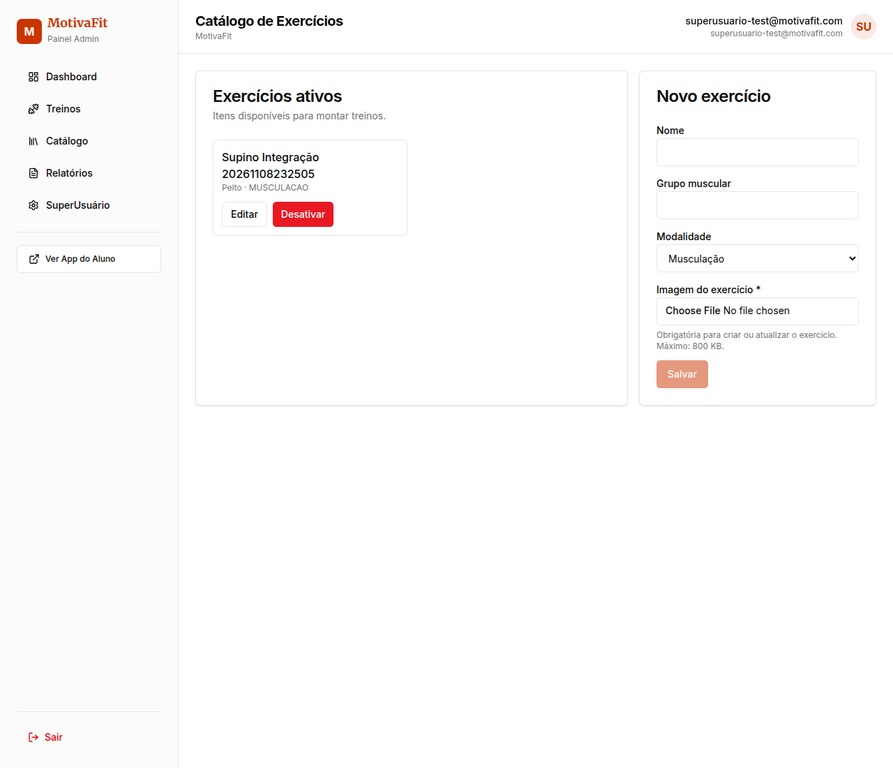 M
MotivaFit
Painel Admin
Dashboard
Treinos
Catálogo
Relatórios
SuperUsuário
Ver App do Aluno
Sair
Catálogo de Exercícios
MotivaFit
superusuario-test@motivafit.com
superusuario-test@motivafit.com
SU
Exercícios ativos
Itens disponíveis para montar treinos.
Supino Integração
20261108232505
Peito · MUSCULACAO
Editar
Desativar
Novo exercício
Nome
Grupo muscular
Modalidade
Musculação
Imagem do exercício *
Choose File No file chosen
Obrigatória para criar ou atualizar o exercício.
Máximo: 800 KB.
Salvar